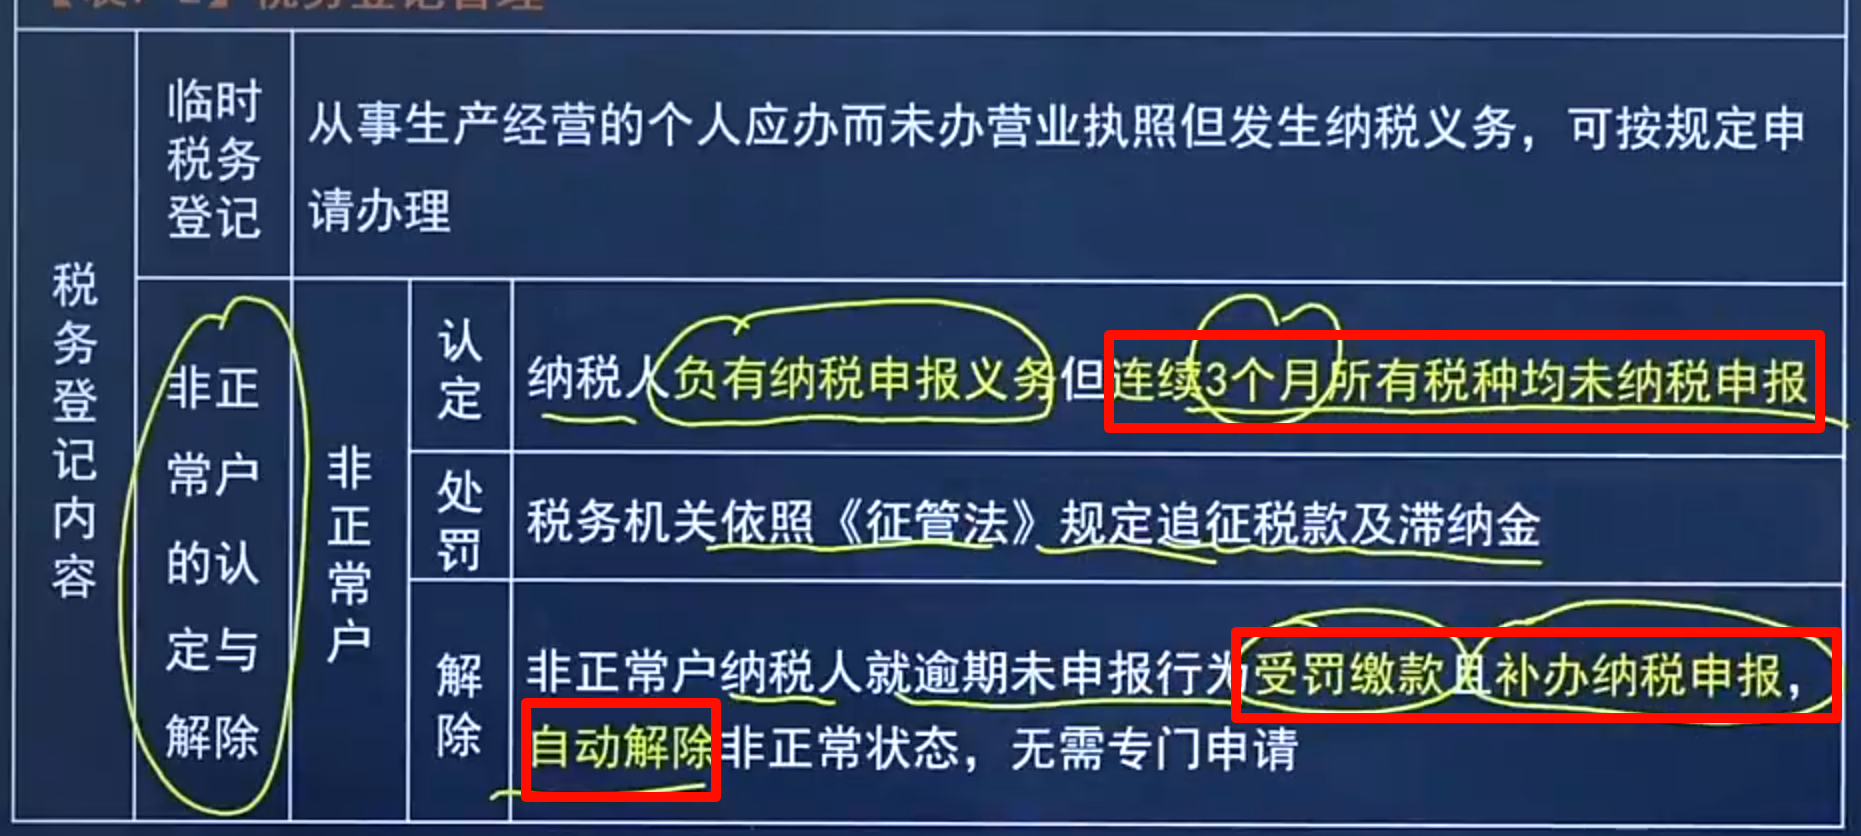 税务登记管理
税务登记内容
临时
税务
登记
从事生产经营的个人应办而未办营业执照但发生纳税义务，可按规定申
请办理
非正
常户
的认
定与
解除
非正常户
认定
纳税人负有纳税申报义务但连续3个月所有税种均未纳税申报
处罚
税务机关依照《征管法》规定追征税款及滞纳金
解除
非正常户纳税人就逾期未申报行为受罚缴款且补办纳税申报，
自动解除非正常状态，无需专门申请